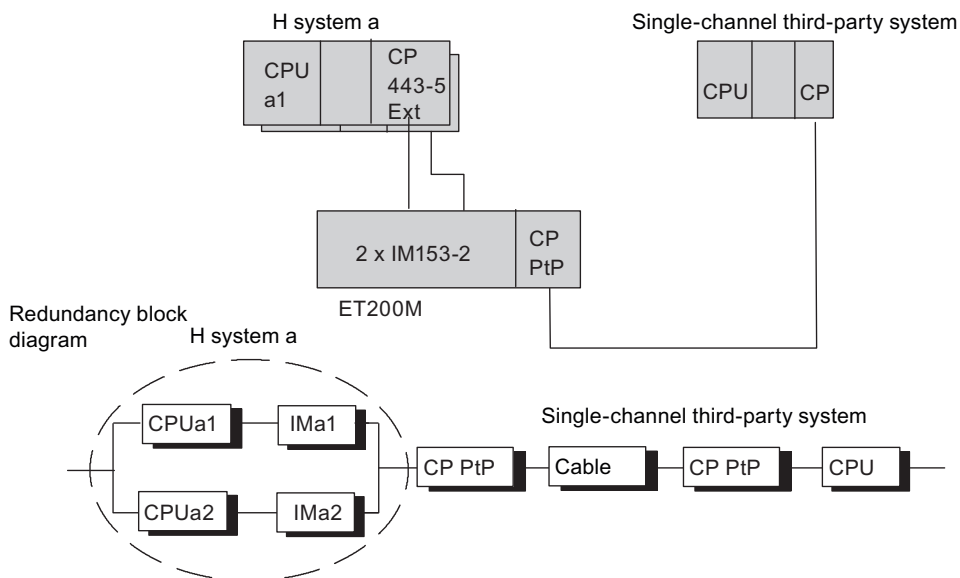 H system a
Single-channel third-party system
CPU
a1
CP
443-5
Ext
CPU
CP
2 x IM153-2
CP
PtP
ET200M
Redundancy block
diagram
H system a
Single-channel third-party system
CPUa1
IMa1
CP PtP
Cable
CP PtP
CPU
CPUa2
IMa2